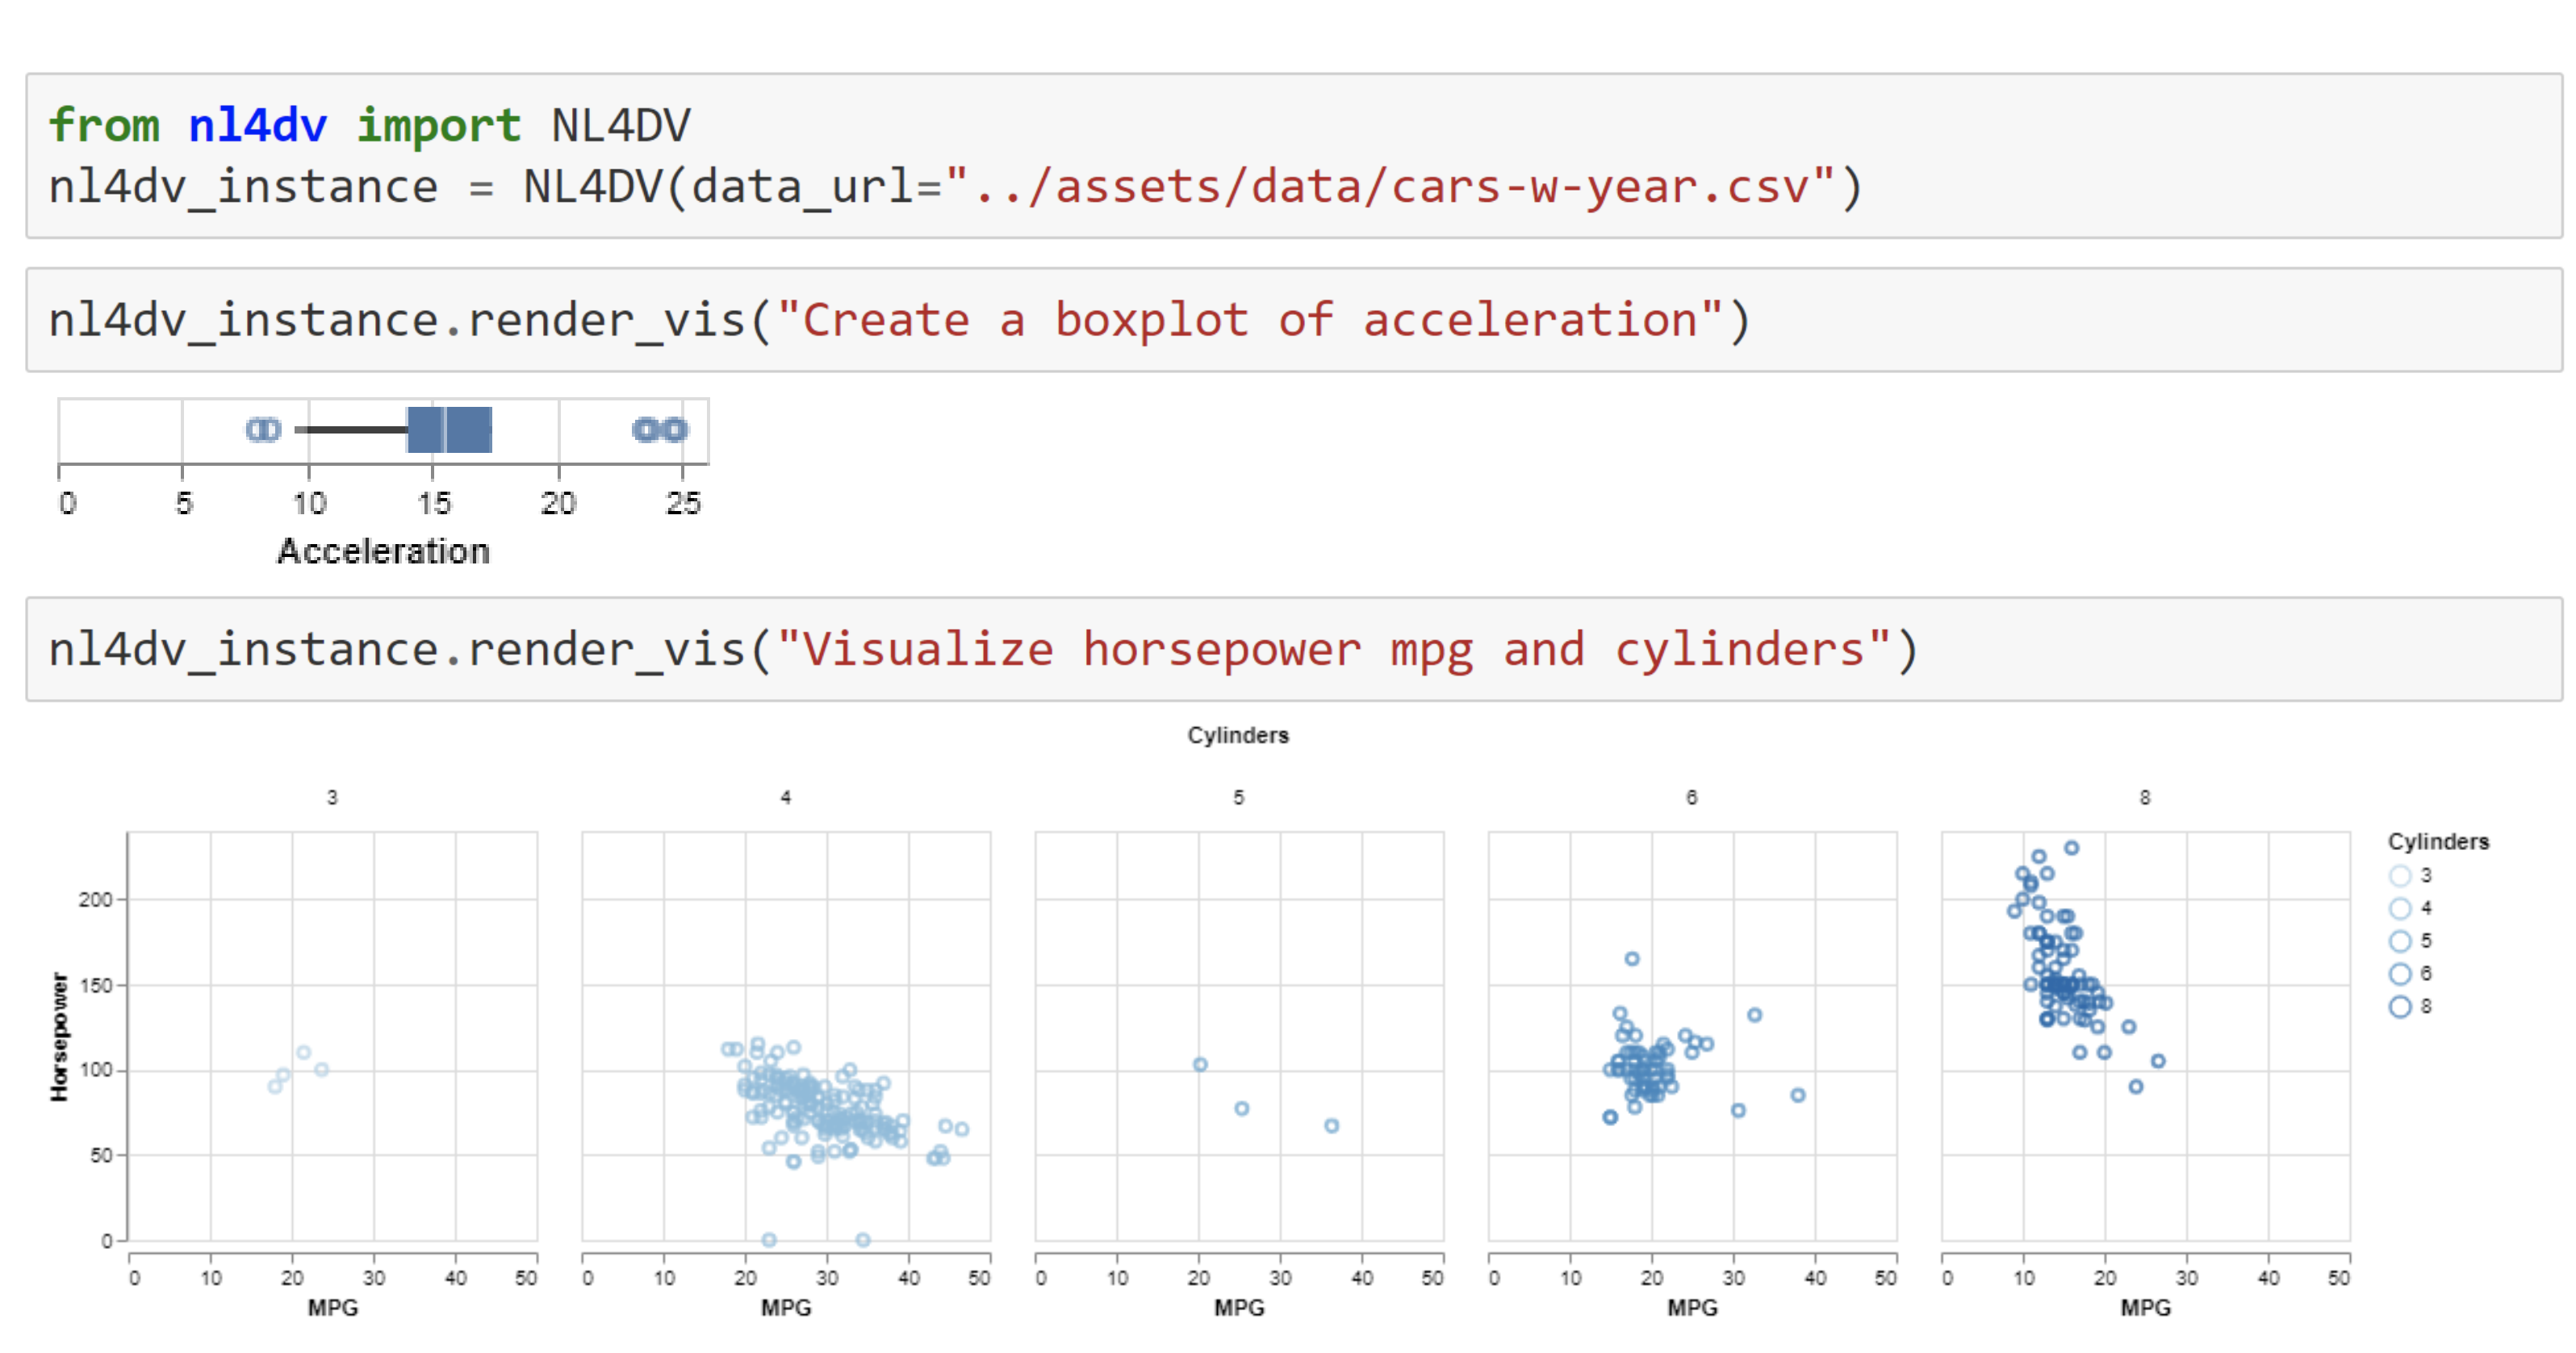 from nl4dv import NL4DV
nl4dv_instance = NL4DV(data_url="../assets/data/cars-w-year.csv")
nl4dv_instance.render_vis("Create a boxplot of acceleration")
0 5 10 15 20 25
Acceleration
nl4dv_instance.render_vis("Visualize horsepower mpg and cylinders")
Cylinders
3 4 5 6 8
Horsepower
200
150
100
50
0
0 10 20 30 40 50 0 10 20 30 40 50 0 10 20 30 40 50 0 10 20 30 40 50 0 10 20 30 40 50
MPG MPG MPG MPG MPG
Cylinders
3
4
5
6
8